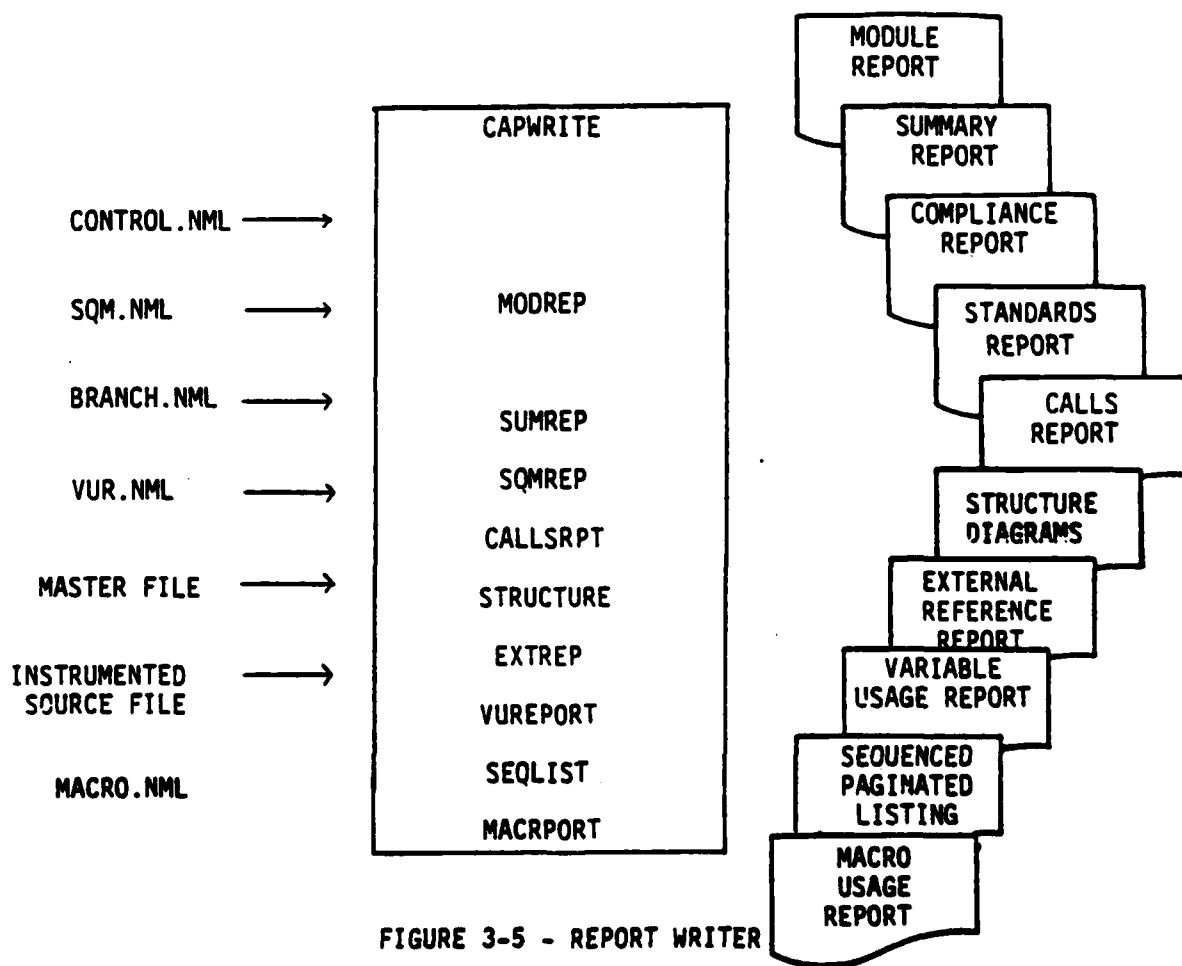 CONTROL.NML
SQM.NML
BRANCH.NML
VUR.NML
MASTER FILE
INSTRUMENTED
SOURCE FILE
MACRO.NML
CAPWRITE
MODREP
SUMREP
SQMREP
CALLSRPT
STRUCTURE
EXTREP
VUREPORT
SEQLIST
MACRPORT
MODULE
REPORT
SUMMARY
REPORT
COMPLIANCE
REPORT
STANDARDS
REPORT
CALLS
REPORT
STRUCTURE
DIAGRAMS
EXTERNAL
REFERENCE
REPORT
VARIABLE
USAGE REPORT
SEQUENCED
PAGINATED
LISTING
MACRO
USAGE
REPORT
FIGURE 3-5 - REPORT WRITER